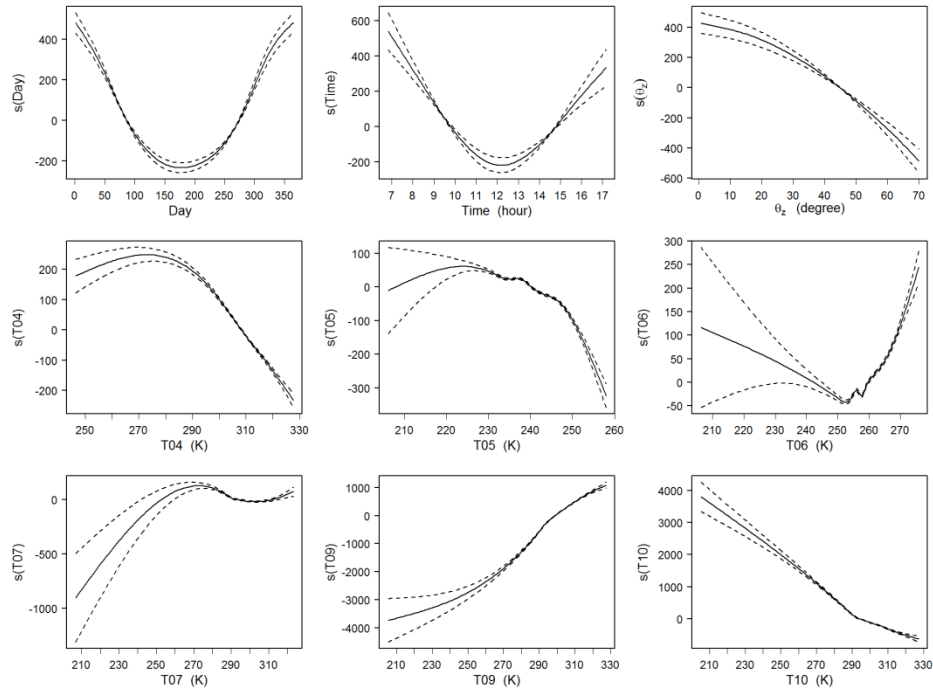 s(Day)
400
200
0
-200
0 50 100 150 200 250 300 350
Day
s(Time)
600
400
200
0
-200
7 8 9 10 11 12 13 14 15 16 17
Time (hour)
s(θz)
400
200
0
-200
-400
-600
0 10 20 30 40 50 60 70
θz (degree)
s(T04)
200
100
0
-100
-200
250 270 290 310 330
T04 (K)
s(T05)
100
0
-100
-200
-300
210 220 230 240 250 260
T05 (K)
s(T06)
300
250
200
150
100
50
0
-50
210 220 230 240 250 260 270
T06 (K)
s(T07)
0
-500
-1000
210 230 250 270 290 310
T07 (K)
s(T09)
1000
0
-1000
-2000
-3000
-4000
210 230 250 270 290 310 330
T09 (K)
s(T10)
4000
3000
2000
1000
0
210 230 250 270 290 310 330
T10 (K)